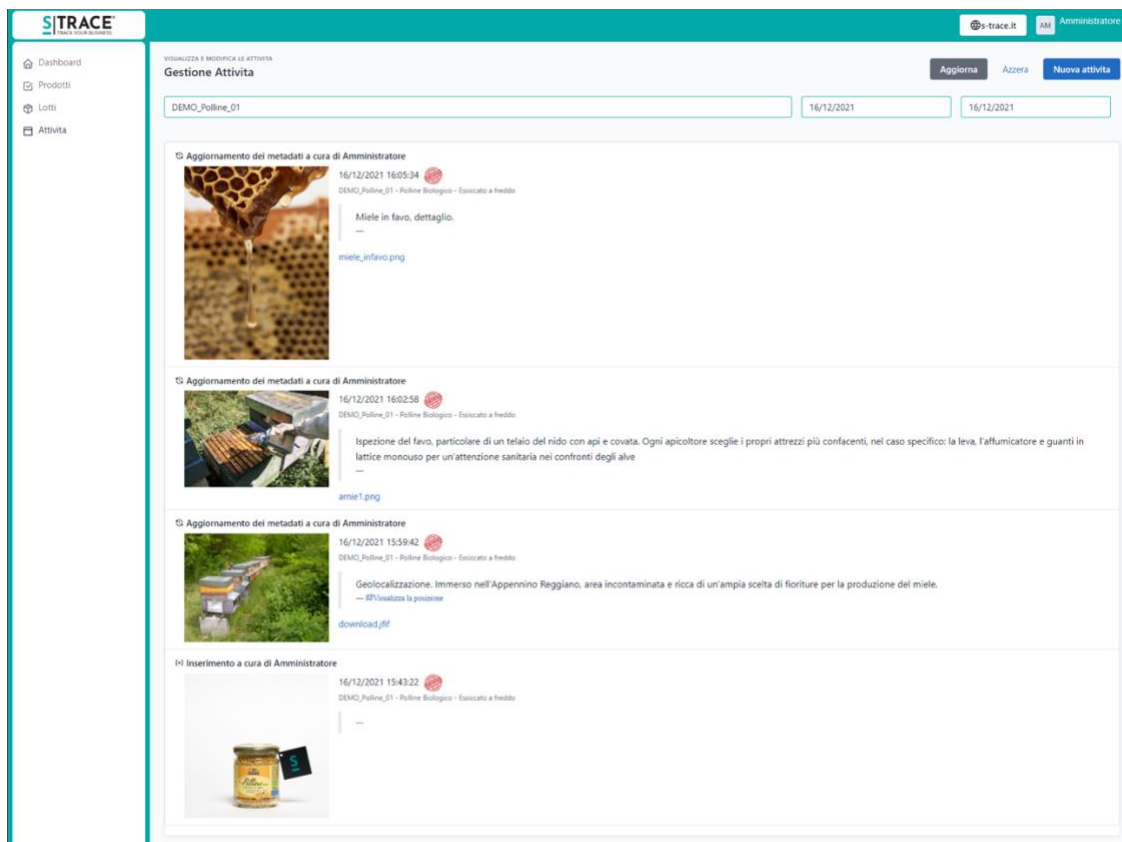 S|TRACE
TRACE YOUR BUSINESS
s-trace.it
AM
Amministratore
Dashboard
Prodotti
Lotti
Attivita
VISUALIZZA E MODIFICA LE ATTIVITA
Gestione Attivita
Aggiorna
Azzera
Nuova attivita
DEMO_Polline_01
16/12/2021
16/12/2021
Aggiornamento dei metadati a cura di Amministratore
16/12/2021 16:05:34
DEMO_Polline_01 - Polline Biologico - Essiccato a freddo
Miele in favo, dettaglio.
—
miele_infavo.png
Aggiornamento dei metadati a cura di Amministratore
16/12/2021 16:02:58
DEMO_Polline_01 - Polline Biologico - Essiccato a freddo
Ispezione del favo, particolare di un telaio del nido con api e covata. Ogni apicoltore sceglie i propri attrezzi più confacenti, nel caso specifico: la leva, l'affumicatore e guanti in
lattice monouso per un'attenzione sanitaria nei confronti degli alve
—
arnie1.png
Aggiornamento dei metadati a cura di Amministratore
16/12/2021 15:59:42
DEMO_Polline_01 - Polline Biologico - Essiccato a freddo
Geolocalizzazione. Immerso nell'Appennino Reggiano, area incontaminata e ricca di un'ampia scelta di fioriture per la produzione del miele.
— Visualizza la posizione
download.jfif
Inserimento a cura di Amministratore
16/12/2021 15:43:22
DEMO_Polline_01 - Polline Biologico - Essiccato a freddo
—
S
Polline